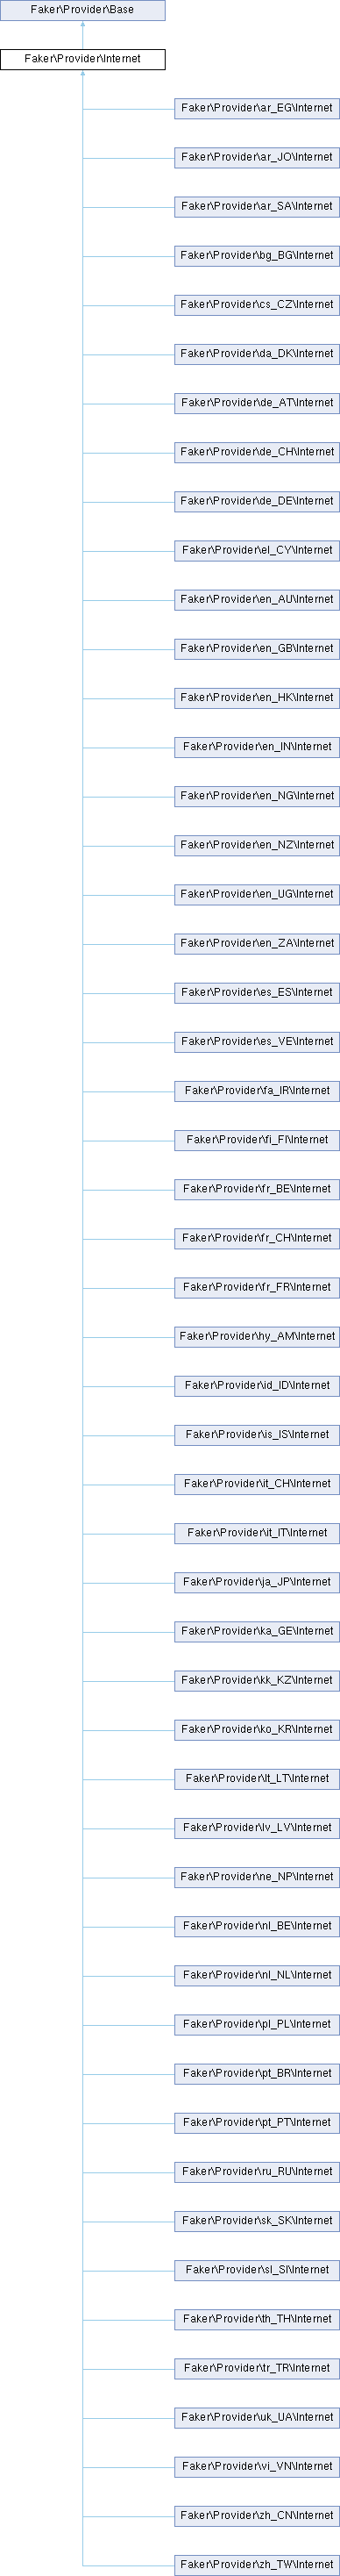 Faker\Provider\Base
Faker\Provider\Internet
Faker\Provider\ar_EG\Internet
Faker\Provider\ar_JO\Internet
Faker\Provider\ar_SA\Internet
Faker\Provider\bg_BG\Internet
Faker\Provider\cs_CZ\Internet
Faker\Provider\da_DK\Internet
Faker\Provider\de_AT\Internet
Faker\Provider\de_CH\Internet
Faker\Provider\de_DE\Internet
Faker\Provider\el_CY\Internet
Faker\Provider\en_AU\Internet
Faker\Provider\en_GB\Internet
Faker\Provider\en_HK\Internet
Faker\Provider\en_IN\Internet
Faker\Provider\en_NG\Internet
Faker\Provider\en_NZ\Internet
Faker\Provider\en_UG\Internet
Faker\Provider\en_ZA\Internet
Faker\Provider\es_ES\Internet
Faker\Provider\es_VE\Internet
Faker\Provider\fa_IR\Internet
Faker\Provider\fi_FI\Internet
Faker\Provider\fr_BE\Internet
Faker\Provider\fr_CH\Internet
Faker\Provider\fr_FR\Internet
Faker\Provider\hy_AM\Internet
Faker\Provider\id_ID\Internet
Faker\Provider\is_IS\Internet
Faker\Provider\it_CH\Internet
Faker\Provider\it_IT\Internet
Faker\Provider\ja_JP\Internet
Faker\Provider\ka_GE\Internet
Faker\Provider\kk_KZ\Internet
Faker\Provider\ko_KR\Internet
Faker\Provider\lt_LT\Internet
Faker\Provider\lv_LV\Internet
Faker\Provider\ne_NP\Internet
Faker\Provider\nl_BE\Internet
Faker\Provider\nl_NL\Internet
Faker\Provider\pl_PL\Internet
Faker\Provider\pt_BR\Internet
Faker\Provider\pt_PT\Internet
Faker\Provider\ru_RU\Internet
Faker\Provider\sk_SK\Internet
Faker\Provider\sl_SI\Internet
Faker\Provider\th_TH\Internet
Faker\Provider\tr_TR\Internet
Faker\Provider\uk_UA\Internet
Faker\Provider\vi_VN\Internet
Faker\Provider\zh_CN\Internet
Faker\Provider\zh_TW\Internet